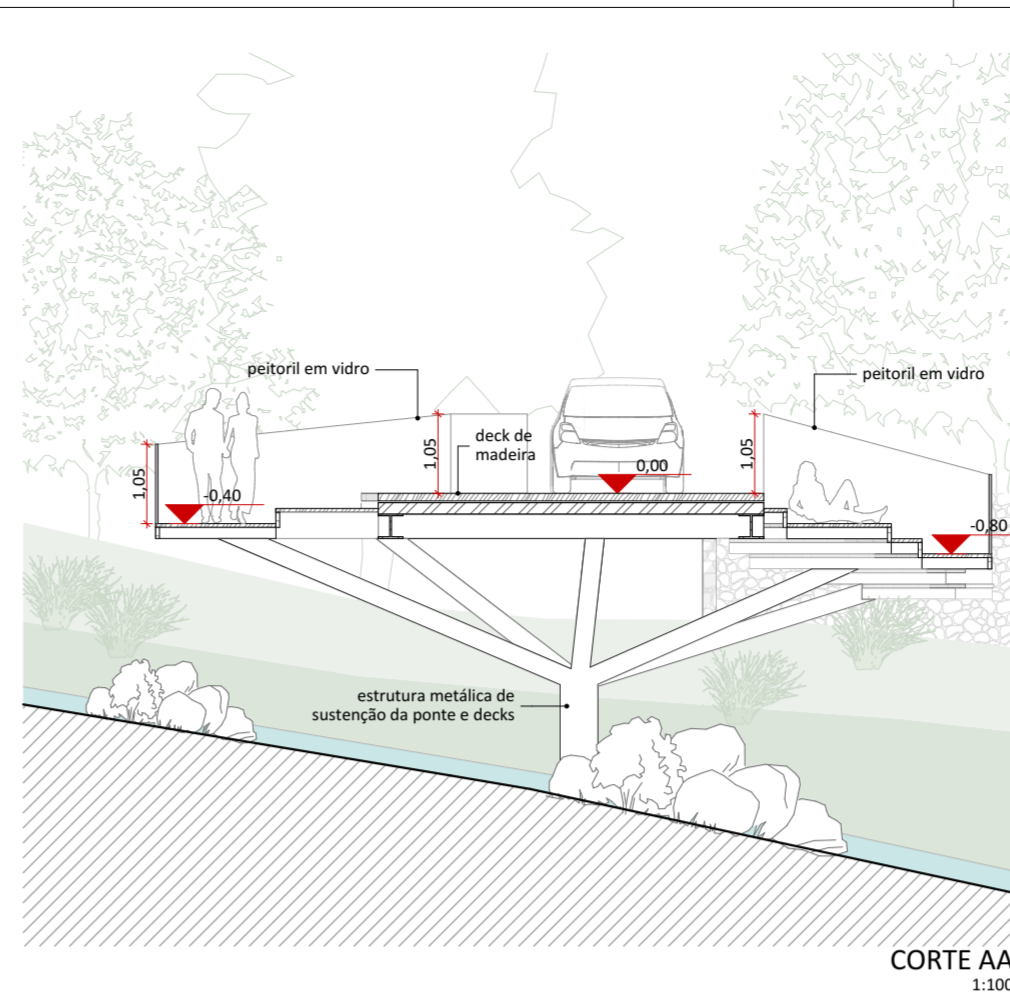 peitoril em vidro
peitoril em vidro
deck de
madeira
1,05
1,05
1,05
0,00
-0,40
-0,80
estrutura metálica de
sustenção da ponte e decks
CORTE AA
1:100